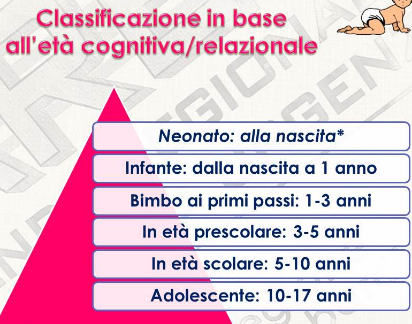 Classificazione in base
all'età cognitiva/relazionale
Neonato: alla nascita*
Infante: dalla nascita a 1 anno
Bimbo ai primi passi: 1-3 anni
In età prescolare: 3-5 anni
In età scolare: 5-10 anni
Adolescente: 10-17 anni